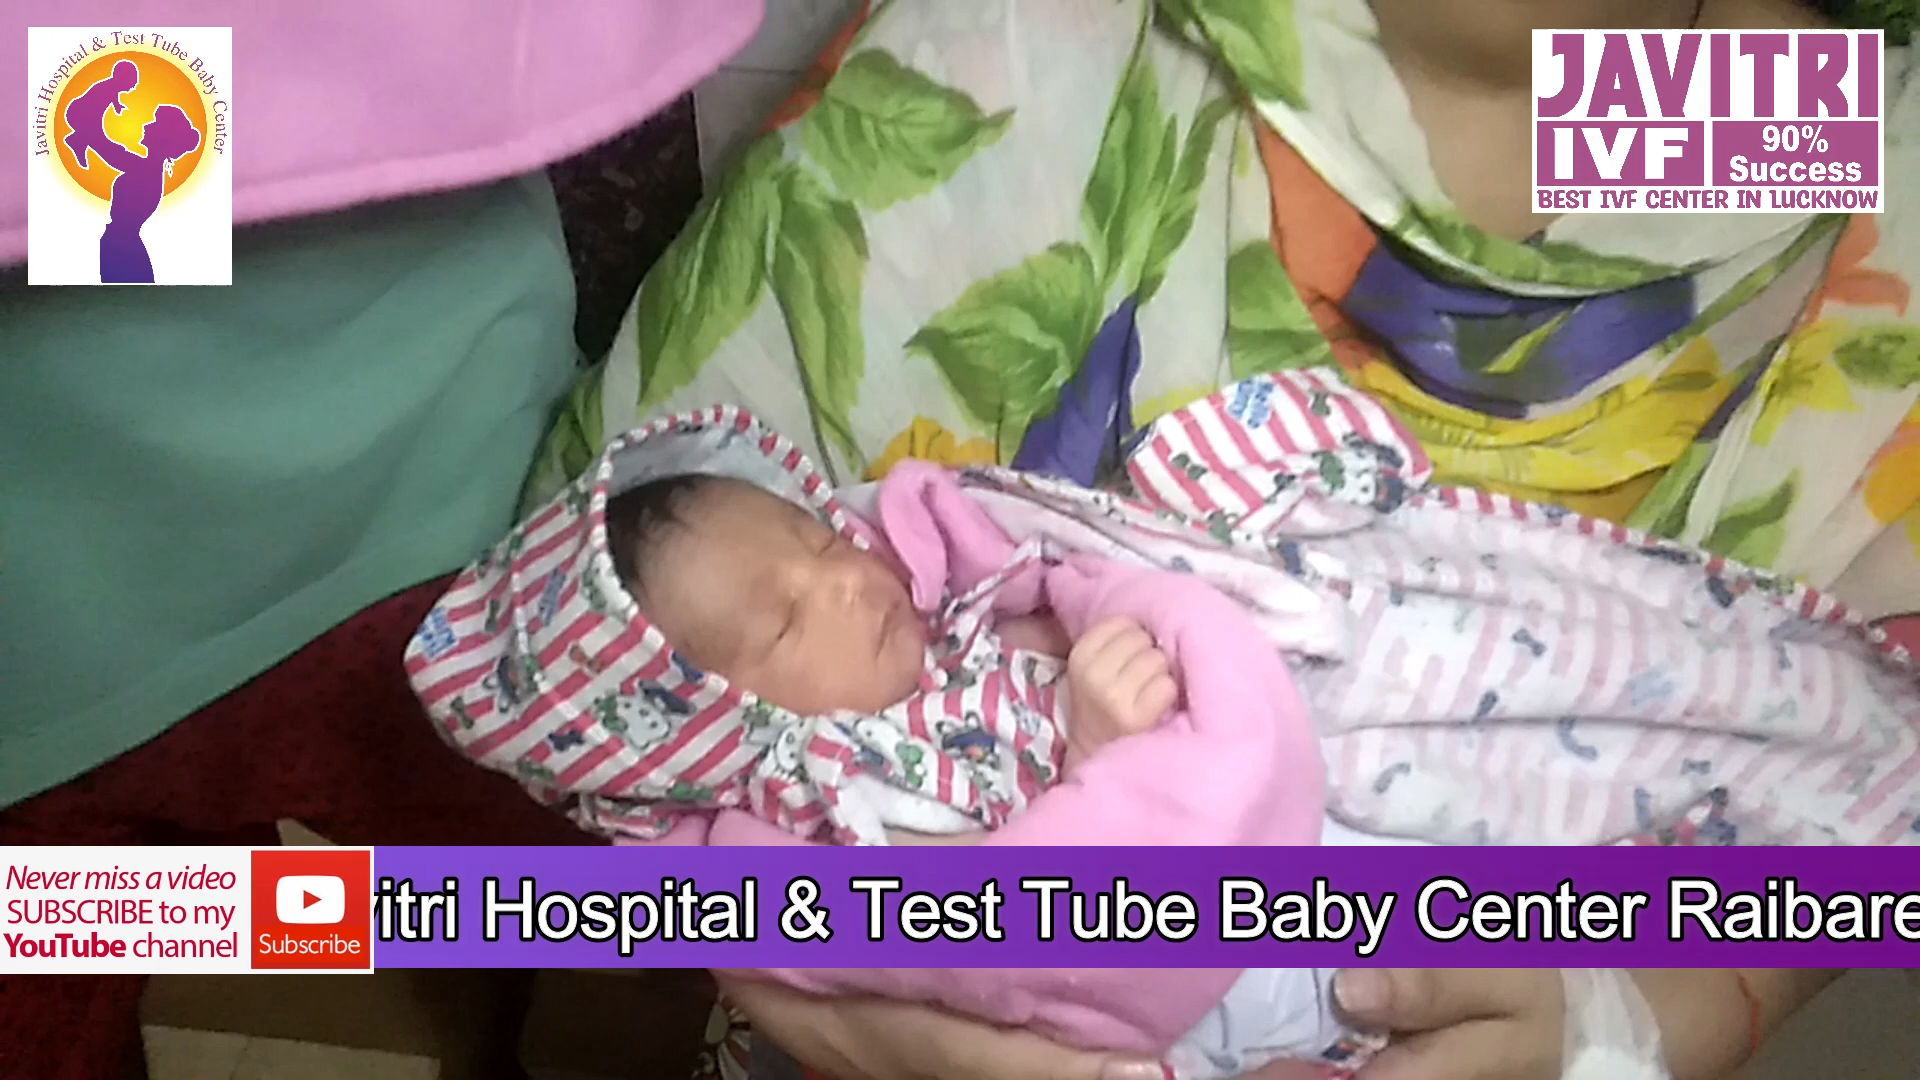 Javitri Hospital & Test Tube Baby Center
JAVITRI
IVF
90%
Success
BEST IVF CENTER IN LUCKNOW
Never miss a video
SUBSCRIBE to my
YouTube channel
Subscribe
vitri Hospital & Test Tube Baby Center Raibare